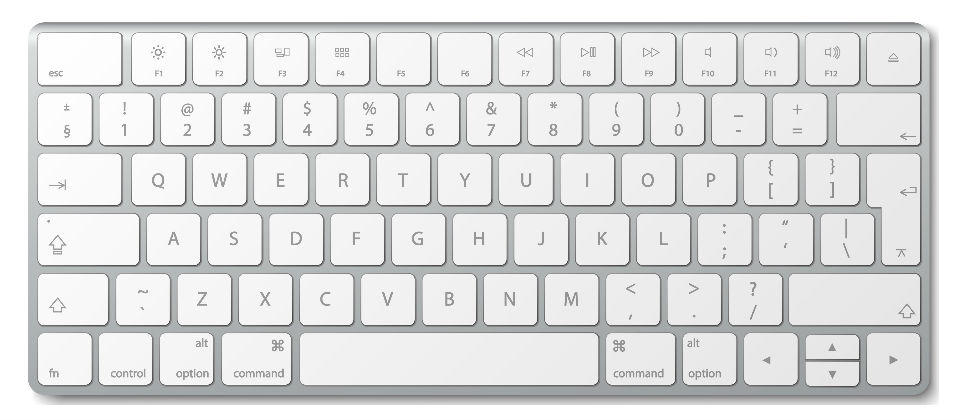 esc F1 F2 F3 F4 F5 F6 F7 F8 F9 F10 F11 F12
± ! @ # $ % ^ & * ( ) _ +
§ 1 2 3 4 5 6 7 8 9 0 - =
Q W E R T Y U I O P { }
[ ]
A S D F G H J K L : “ |
; ‘ \
~ Z X C V B N M < > ?
` , . /
alt ⌘ ⌘ alt
fn control option command command option